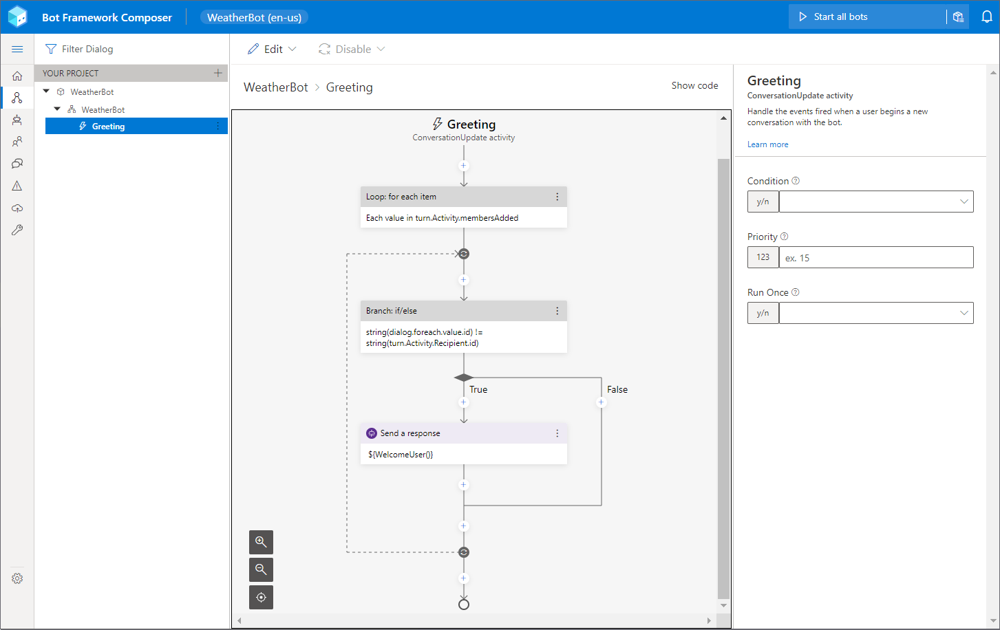 Bot Framework Composer
WeatherBot (en-us)
Start all bots
Filter Dialog
Edit
Disable
YOUR PROJECT
WeatherBot
WeatherBot
Greeting
WeatherBot > Greeting
Show code
Greeting
ConversationUpdate activity
Loop: for each item
Each value in turn.Activity.membersAdded
Branch: if/else
string(dialog.foreach.value.id) !=
string(turn.Activity.Recipient.id)
True
False
Send a response
${WelcomeUser()}
Greeting
ConversationUpdate activity
Handle the events fired when a user begins a new
conversation with the bot.
Learn more
Condition
y/n
Priority
123
ex. 15
Run Once
y/n